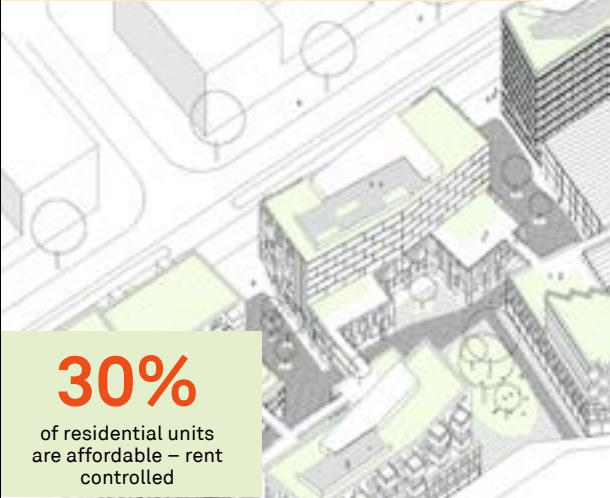 30%
of residential units
are affordable – rent
controlled